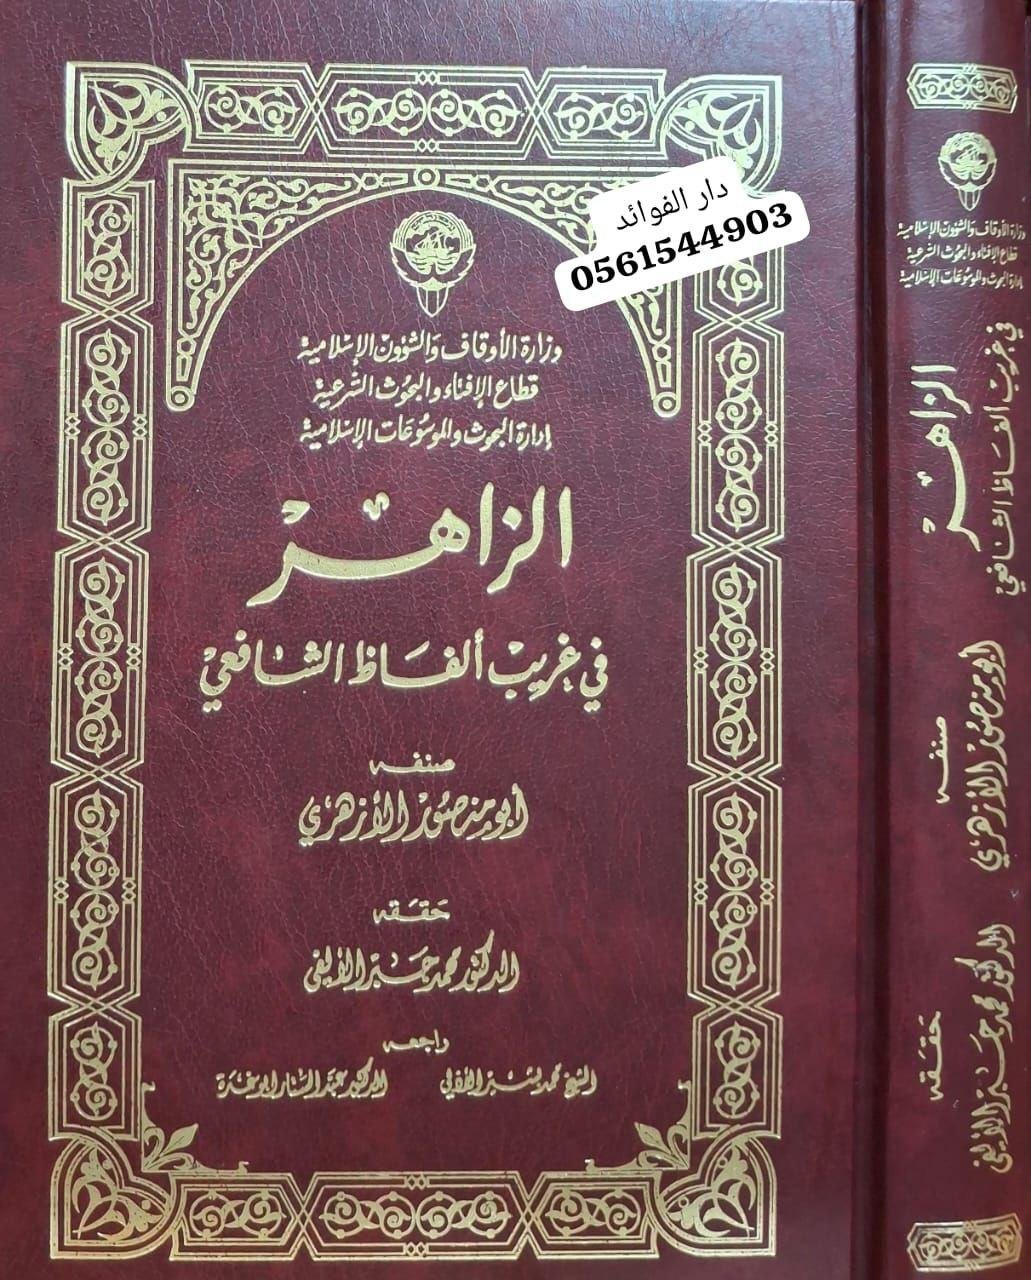 دار الفوائد
0561544903
وزارة الأوقاف والشؤون الإسلامية
قطاع الإفتاء والبحوث الشرعية
إدارة البحوث والموسوعات الإسلامية
الزاهر
في غريب ألفاظ الشافعي
صنفه
أبو منصور الأزهري
حققه
الدكتور محمد جبر الألفي
راجعه
الشيخ محمد بشير الأدلبي الدكتور عبد الستار أبو غدة
وزارة الأوقاف والشؤون الإسلامية
قطاع الإفتاء والبحوث الشرعية
إدارة البحوث والموسوعات الإسلامية
الزاهر
في غريب ألفاظ الشافعي
صنفه
أبو منصور الأزهري
حققه
الدكتور محمد جبر الألفي